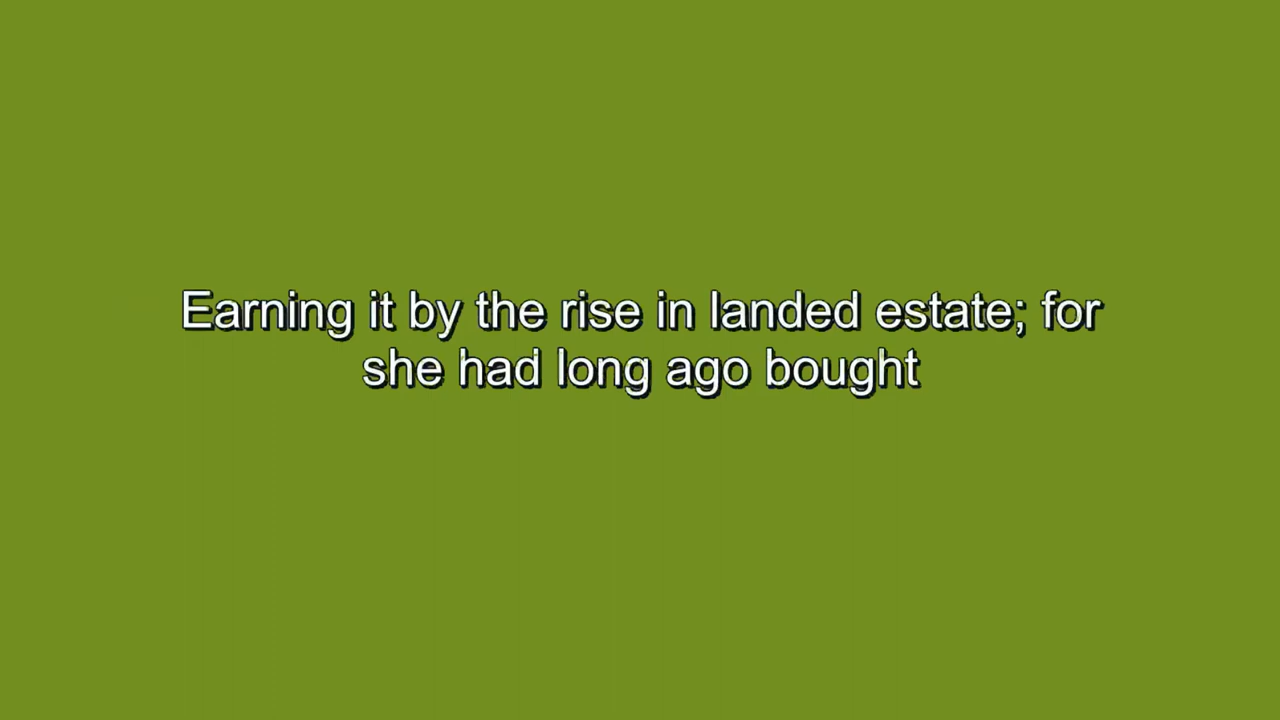 Earning it by the rise in landed estate; for
she had long ago bought